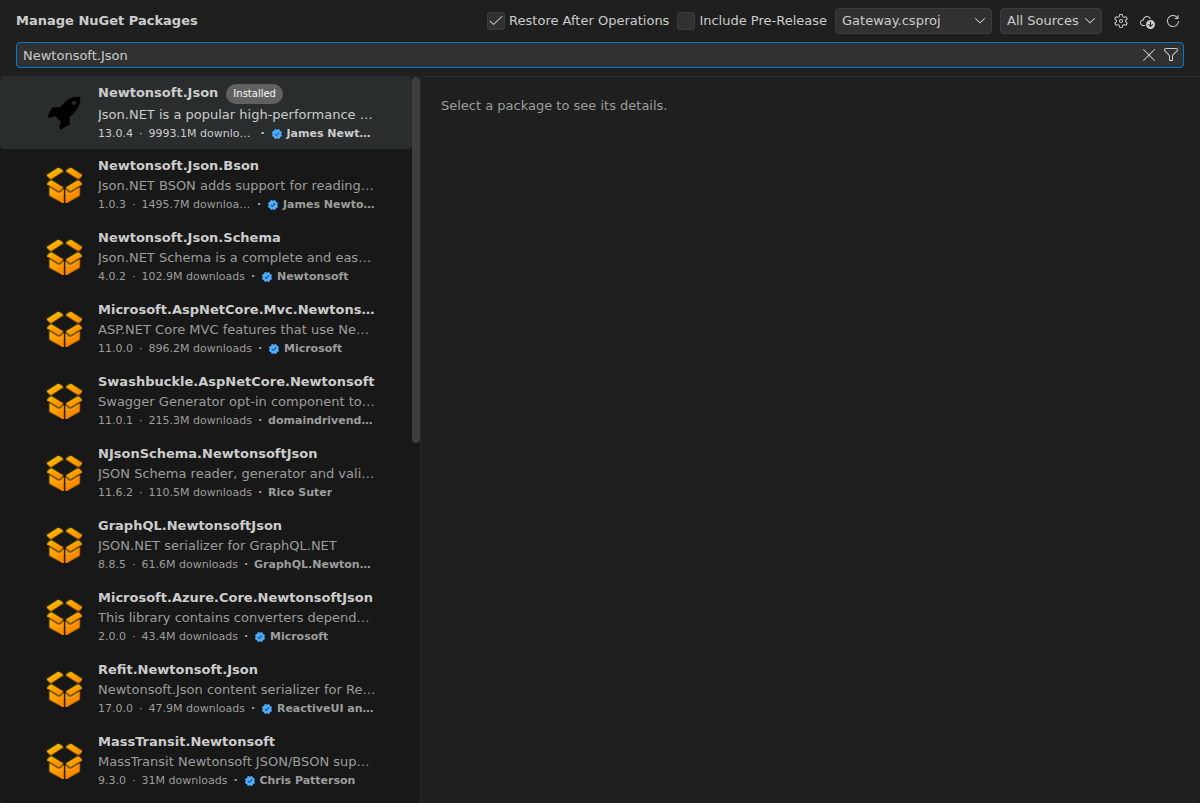 Manage NuGet Packages
Restore After Operations
Include Pre-Release
Gateway.csproj
All Sources
Newtonsoft.Json
Newtonsoft.Json Installed
Json.NET is a popular high-performance ...
13.0.4 · 9993.1M downlo... · James Newt...
Newtonsoft.Json.Bson
Json.NET BSON adds support for reading...
1.0.3 · 1495.7M downloa... · James Newto...
Newtonsoft.Json.Schema
Json.NET Schema is a complete and eas...
4.0.2 · 102.9M downloads · Newtonsoft
Microsoft.AspNetCore.Mvc.Newtons...
ASP.NET Core MVC features that use Ne...
11.0.0 · 896.2M downloads · Microsoft
Swashbuckle.AspNetCore.Newtonsoft
Swagger Generator opt-in component to...
11.0.1 · 215.3M downloads · domaindrivend...
NJsonSchema.NewtonsoftJson
JSON Schema reader, generator and vali...
11.6.2 · 110.5M downloads · Rico Suter
GraphQL.NewtonsoftJson
JSON.NET serializer for GraphQL.NET
8.8.5 · 61.6M downloads · GraphQL.Newton...
Microsoft.Azure.Core.NewtonsoftJson
This library contains converters depend...
2.0.0 · 43.4M downloads · Microsoft
Refit.Newtonsoft.Json
Newtonsoft.Json content serializer for Re...
17.0.0 · 47.9M downloads · ReactiveUI an...
MassTransit.Newtonsoft
MassTransit Newtonsoft JSON/BSON sup...
9.3.0 · 31M downloads · Chris Patterson
Select a package to see its details.